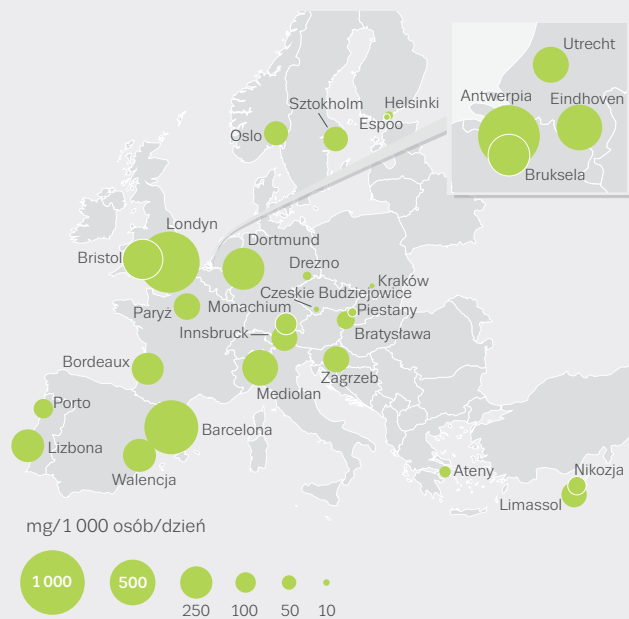 Utrecht
Antwerpia
Eindhoven
Bruksela
Sztokholm
Helsinki
Espoo
Oslo
Londyn
Bristol
Dortmund
Drezno
Kraków
Czeskie Budziejowice
Piestany
Paryż
Monachium
Innsbruck
Bratysława
Bordeaux
Mediolan
Zagrzeb
Porto
Lizbona
Barcelona
Walencja
Ateny
Nikozja
Limassol
mg/1 000 osób/dzień
1 000
500
250
100
50
10